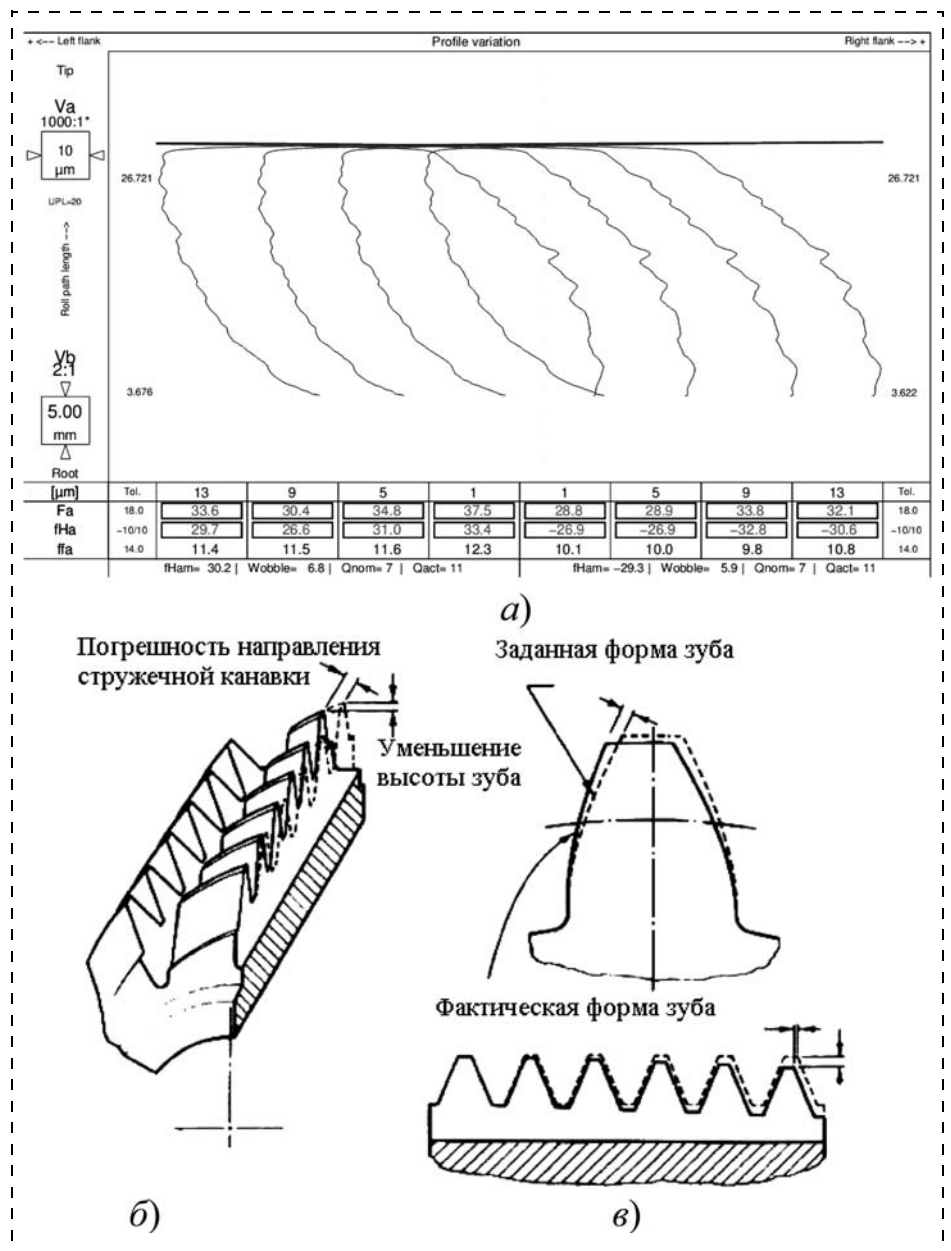 + <-- Left flank Profile variation Right flank --> +
Tip
Va
1000:1*
10
µm
26.721 26.721
UPL=20
Roll path length -->
Vb
2:1
3.676 3.622
5.00
mm
Root
[µm] Tol. 13 9 5 1 1 5 9 13 Tol.
Fa 18.0 33.6 30.4 34.8 37.5 28.8 28.9 33.8 32.1 18.0
fHa -10/10 29.7 26.6 31.0 33.4 -26.9 -26.9 -32.8 -30.6 -10/10
ffa 14.0 11.4 11.5 11.6 12.3 10.1 10.0 9.8 10.8 14.0
fHam= 30.2 | Wobble= 6.8 | Qnom= 7 | Qact= 11 fHam= -29.3 | Wobble= 5.9 | Qnom= 7 | Qact= 11
а)
Погрешность направления
стружечной канавки
Уменьшение
высоты зуба
Заданная форма зуба
Фактическая форма зуба
б) в)